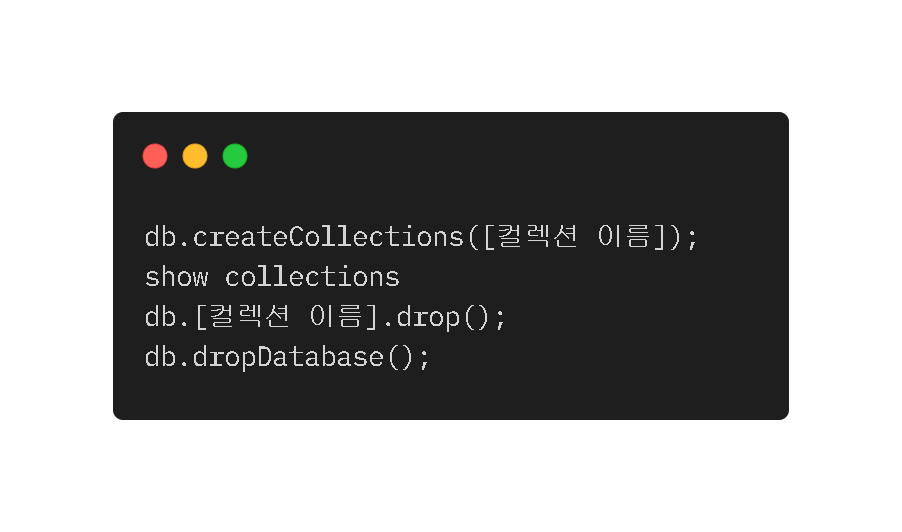 db.createCollections([컬렉션 이름]);
show collections
db.[컬렉션 이름].drop();
db.dropDatabase();